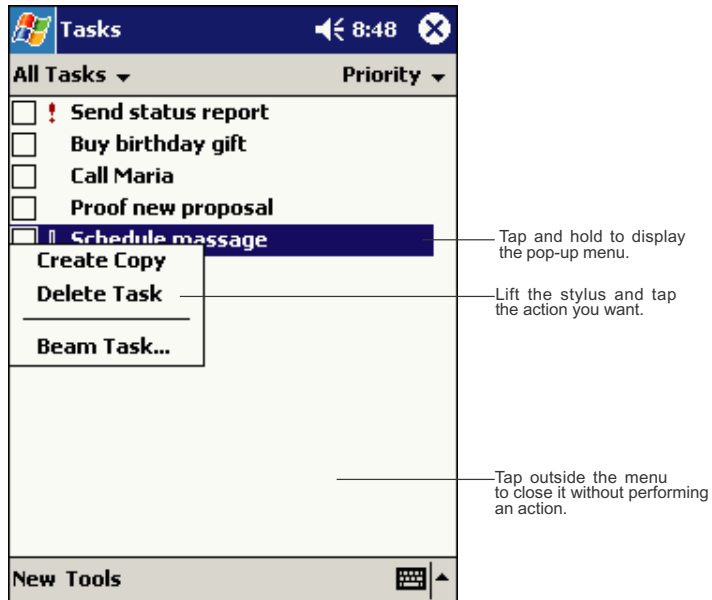 Tasks 8:48
All Tasks Priority
! Send status report
Buy birthday gift
Call Maria
Proof new proposal
Schedule massage
Create Copy
Delete Task
Beam Task...
Tap and hold to display
the pop-up menu.
Lift the stylus and tap
the action you want.
Tap outside the menu
to close it without performing
an action.
New Tools